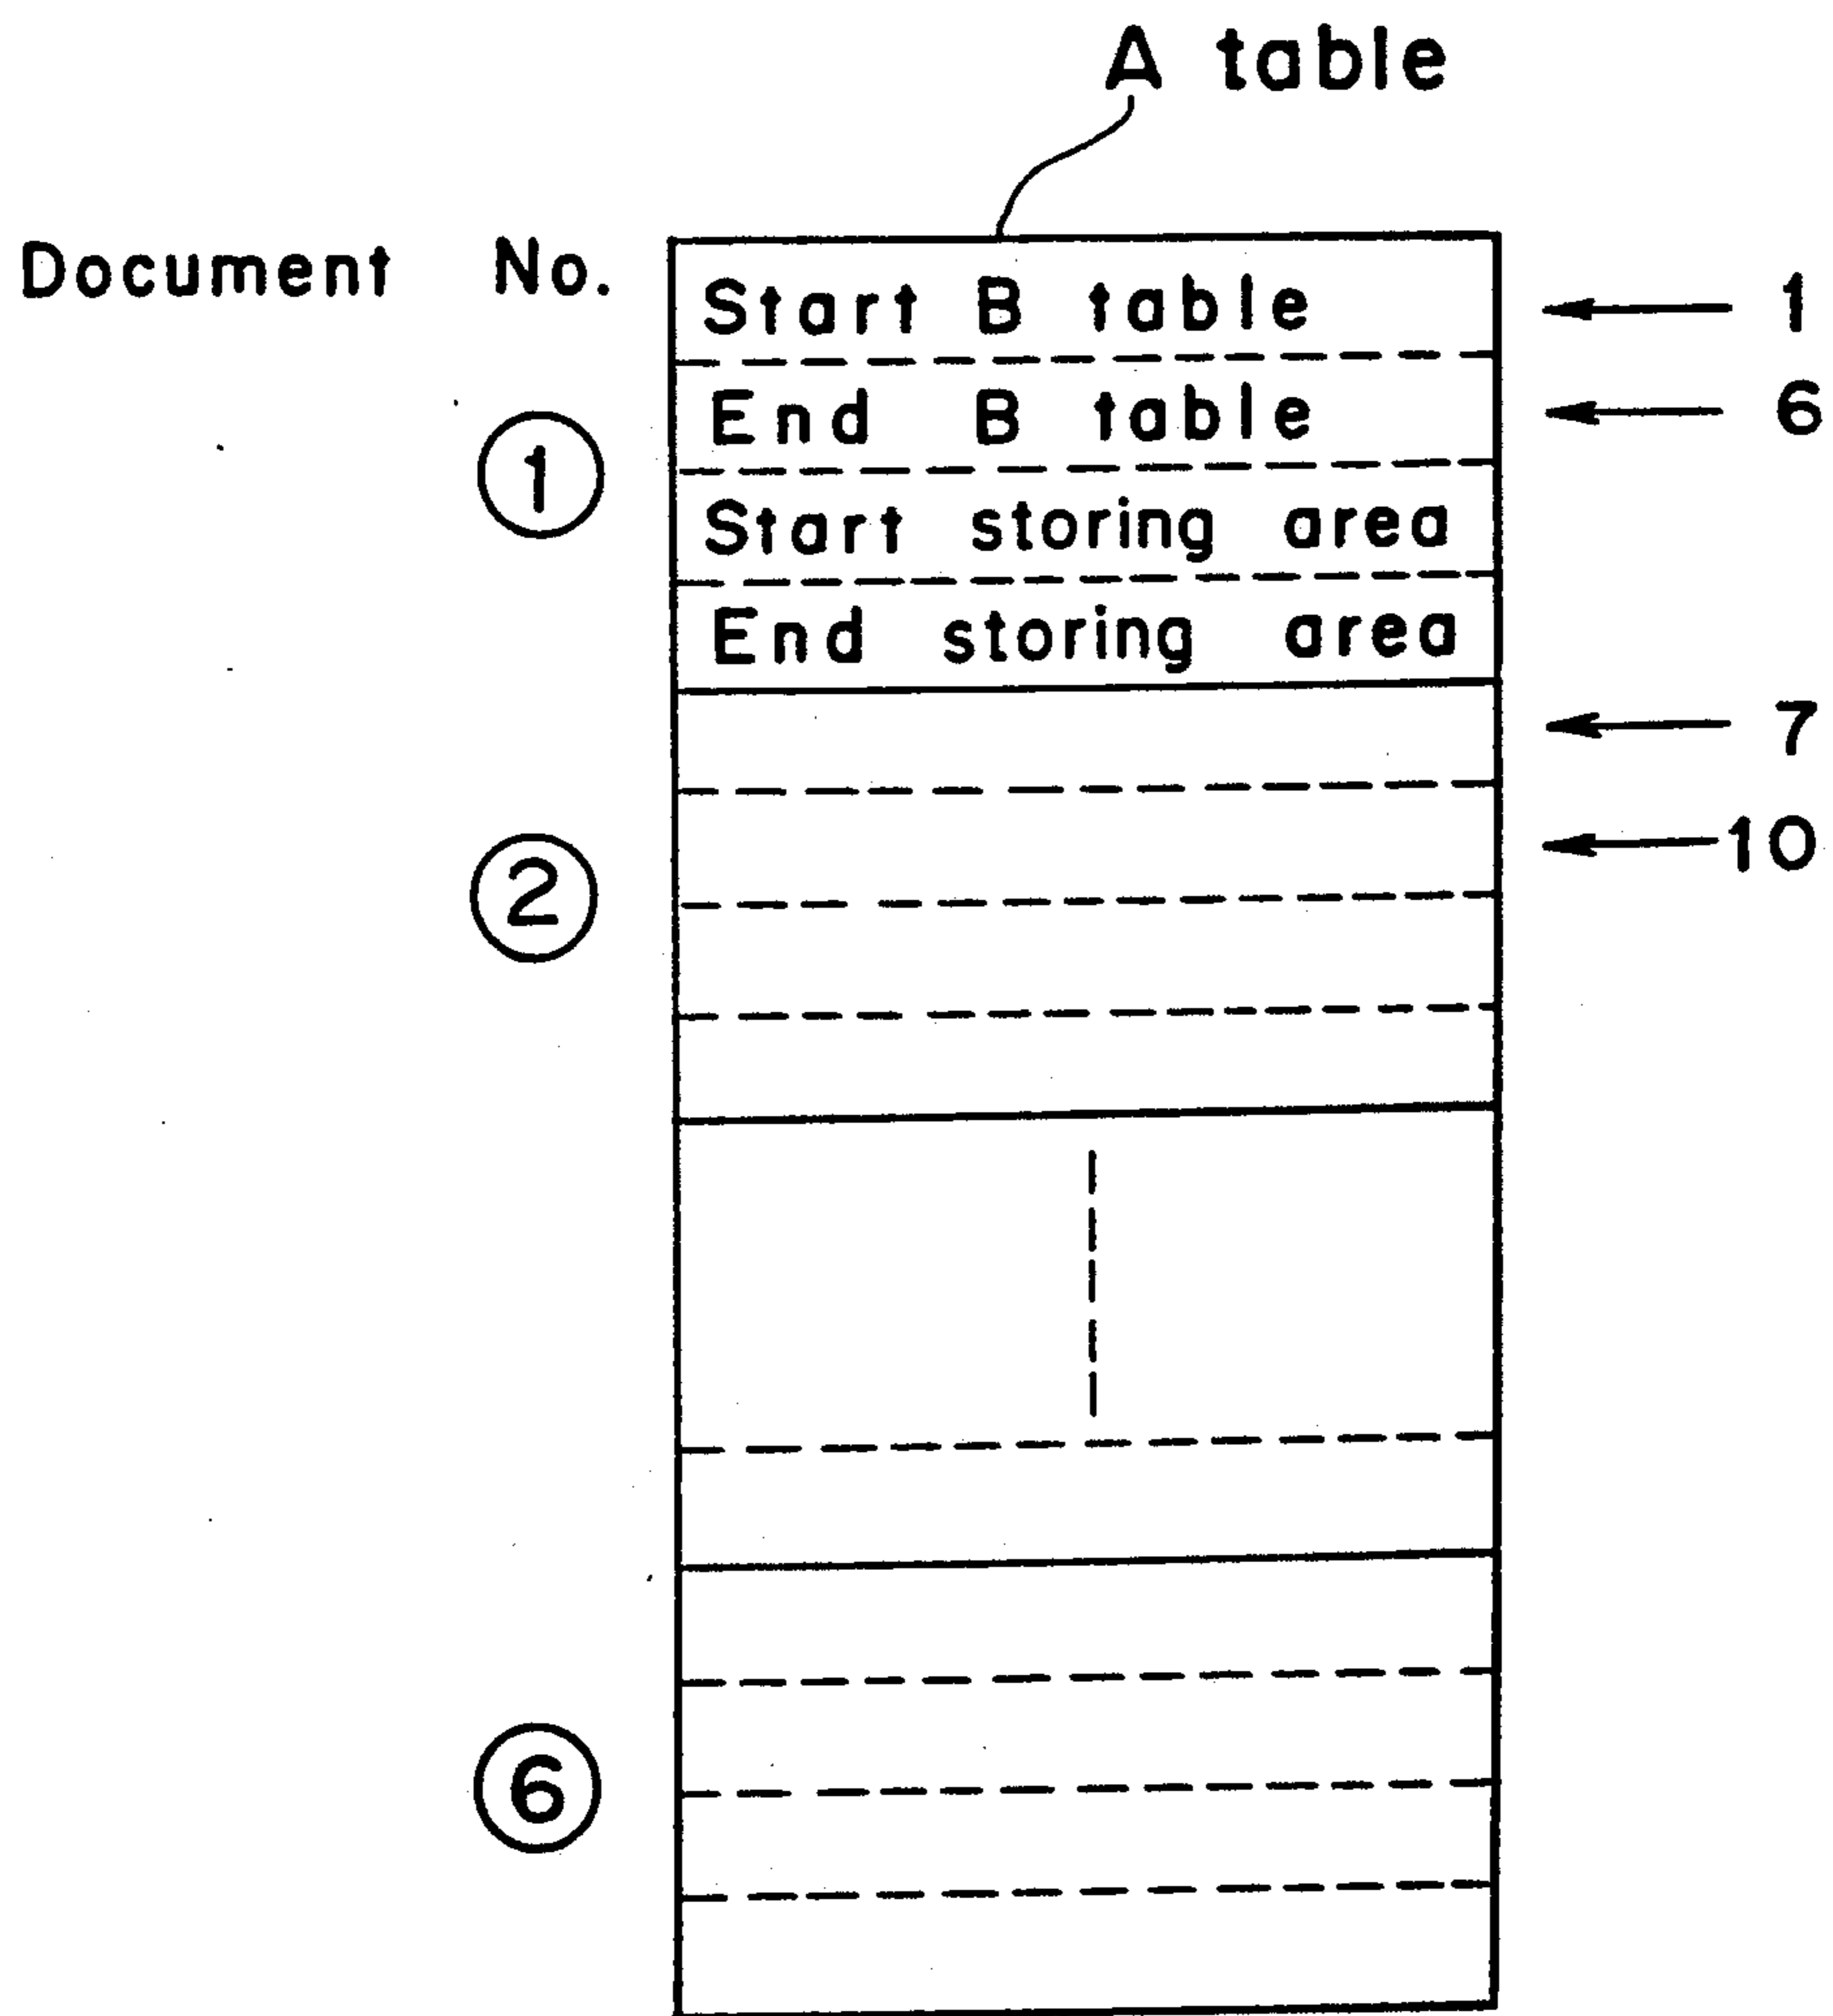 A table
Document No.
Start B table ← 1
End B table ← 6
①
Start storing area
End storing area
← 7
← 10
②
⑥